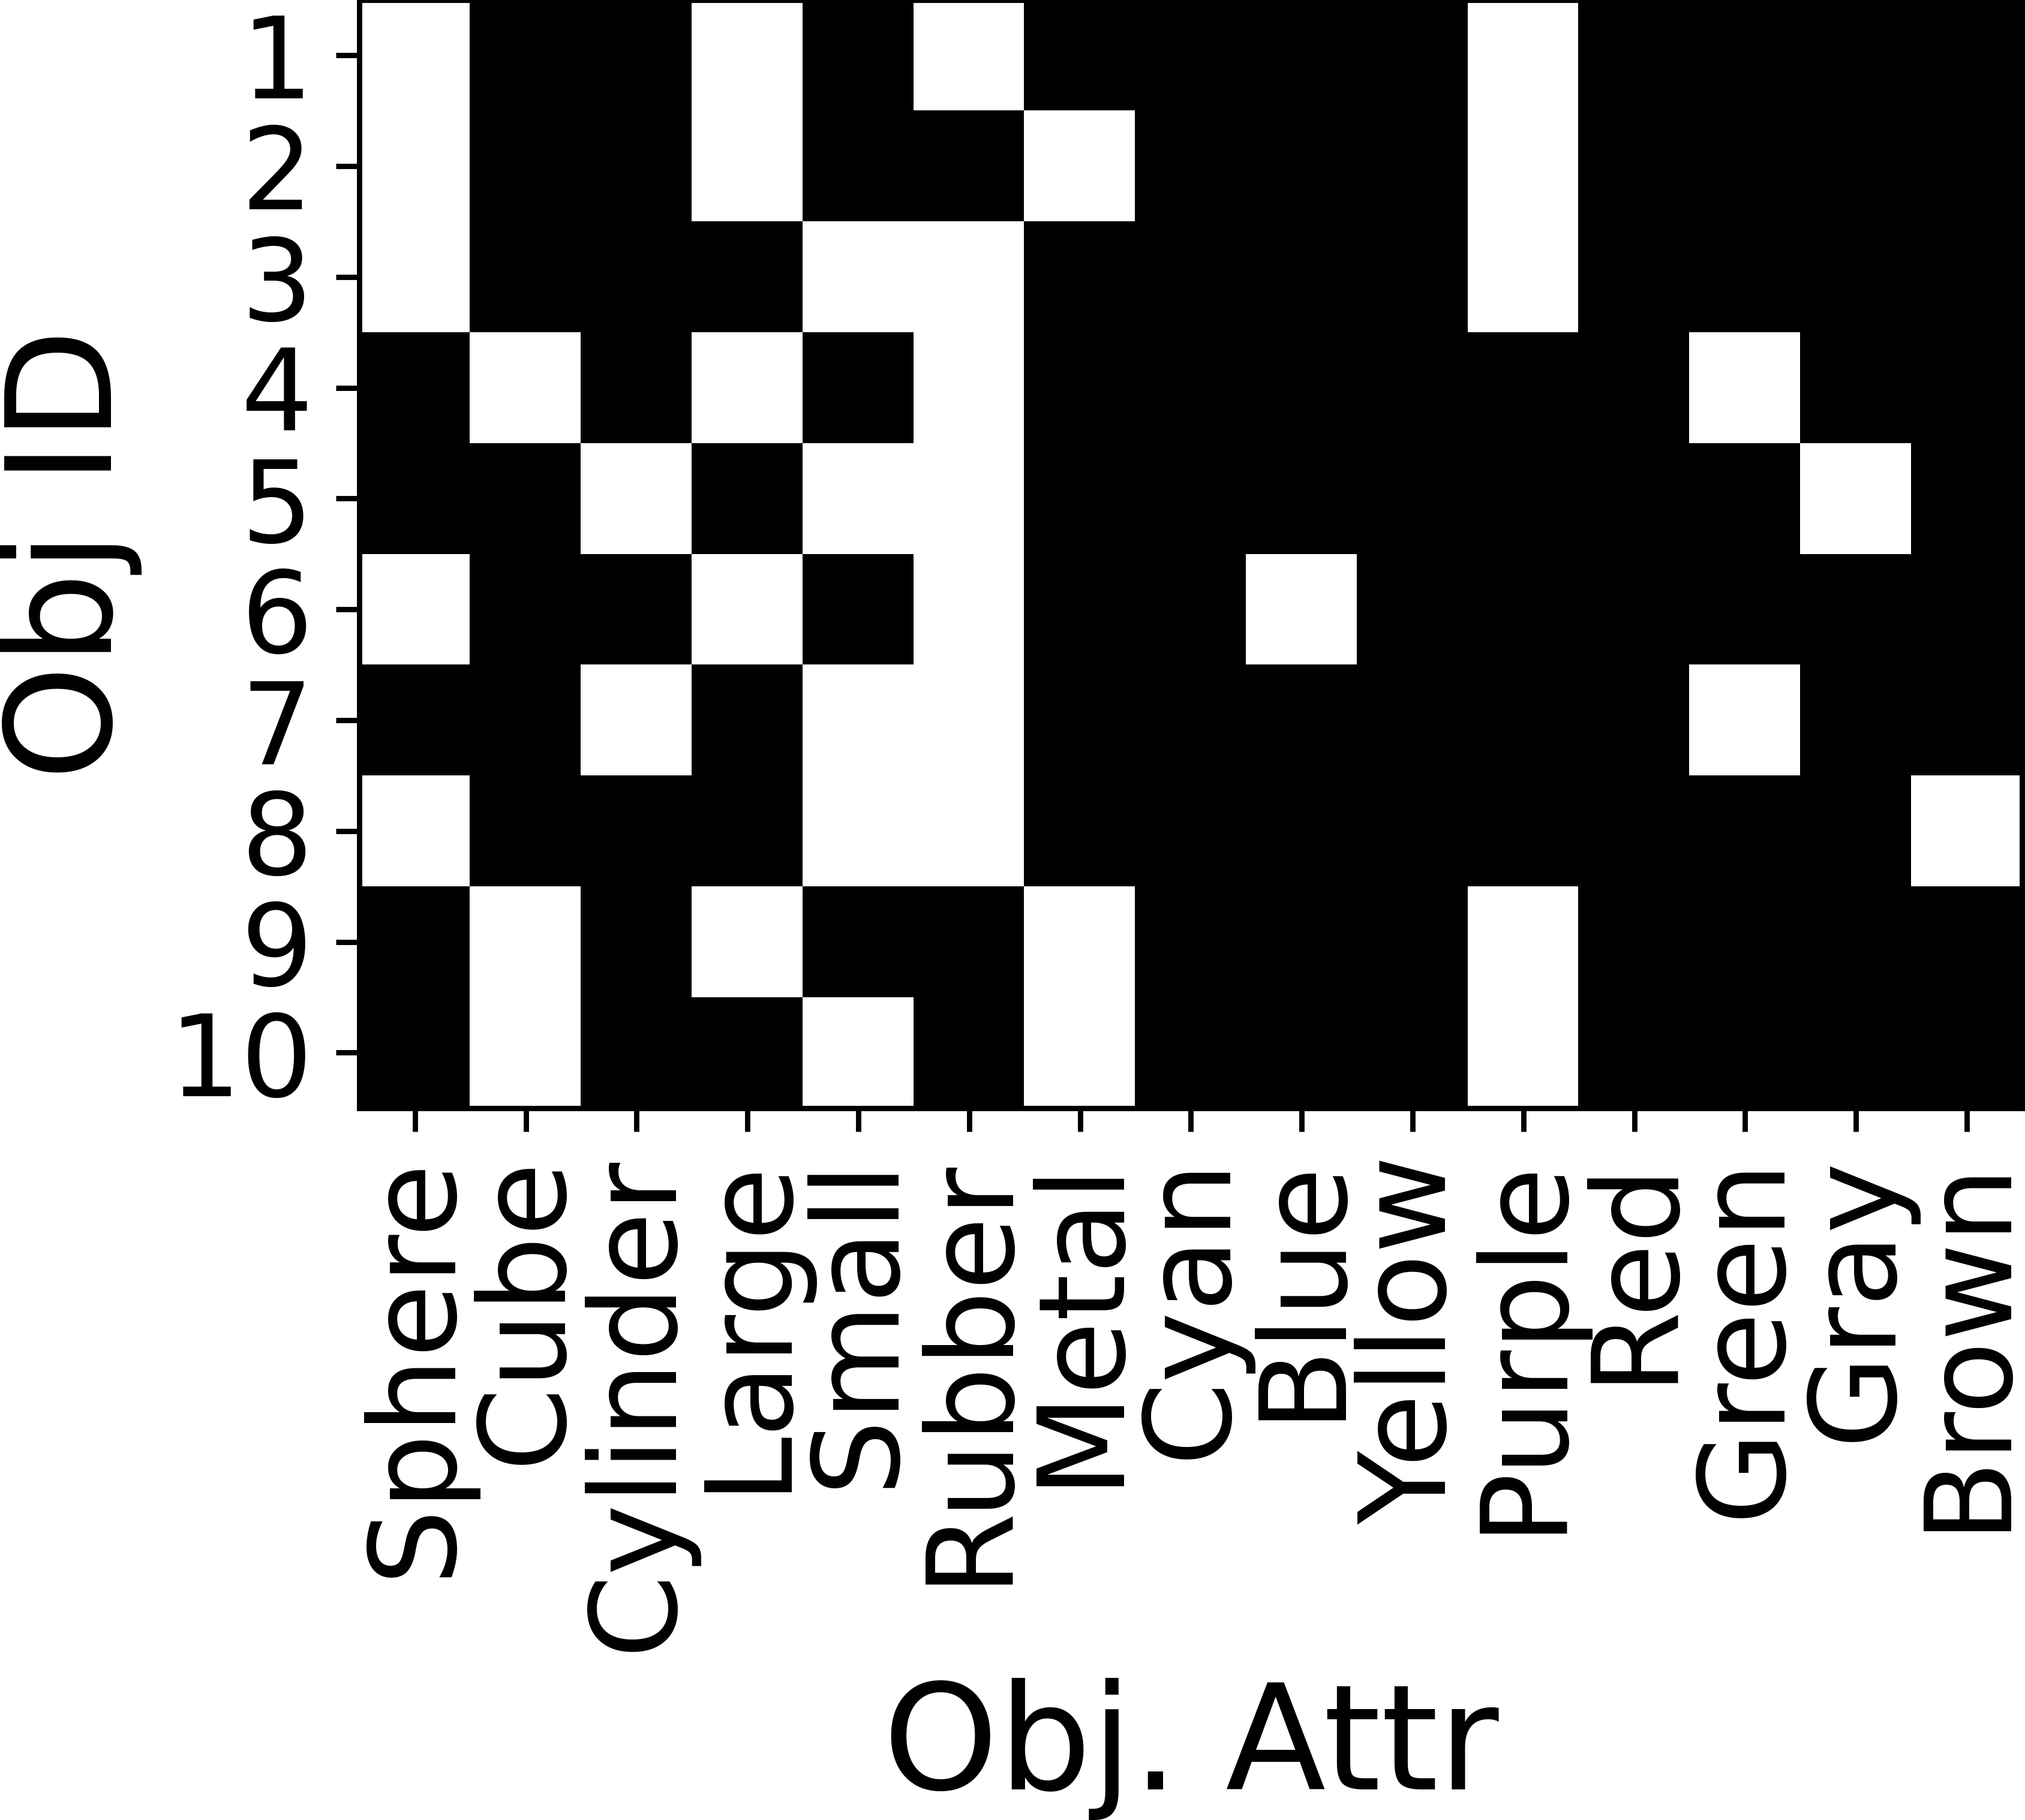 Obj ID
1
2
3
4
5
6
7
8
9
10
Sphere
Cube
Cylinder
Large
Small
Rubber
Metal
Cyan
Blue
Yellow
Purple
Red
Green
Gray
Brown
Obj. Attr